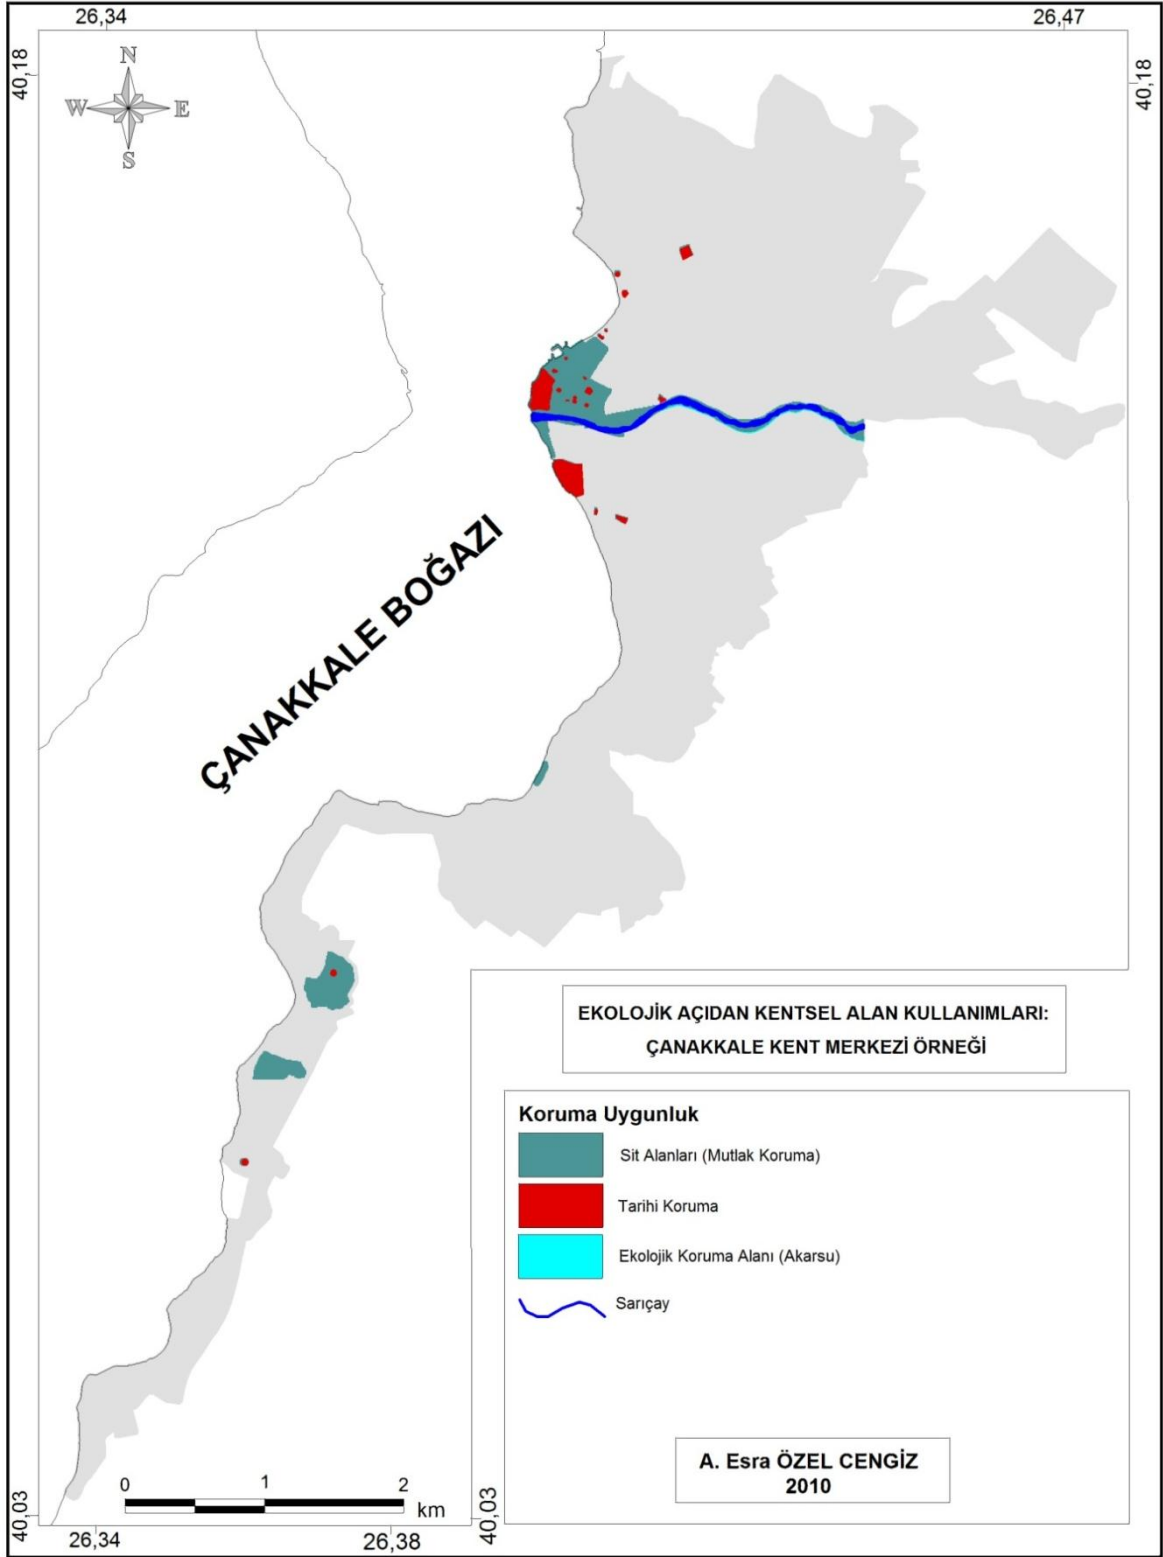 26,34
26,47
40,18
40,18
N
W
E
S
ÇANAKKALE BOĞAZI
EKOLOJİK AÇIDAN KENTSEL ALAN KULLANIMLARI:
ÇANAKKALE KENT MERKEZİ ÖRNEĞİ
Koruma Uygunluk
Sit Alanları (Mutlak Koruma)
Tarihi Koruma
Ekolojik Koruma Alanı (Akarsu)
Sarıçay
A. Esra ÖZEL CENGİZ
2010
0 1 2
km
40,03
40,03
26,34
26,38